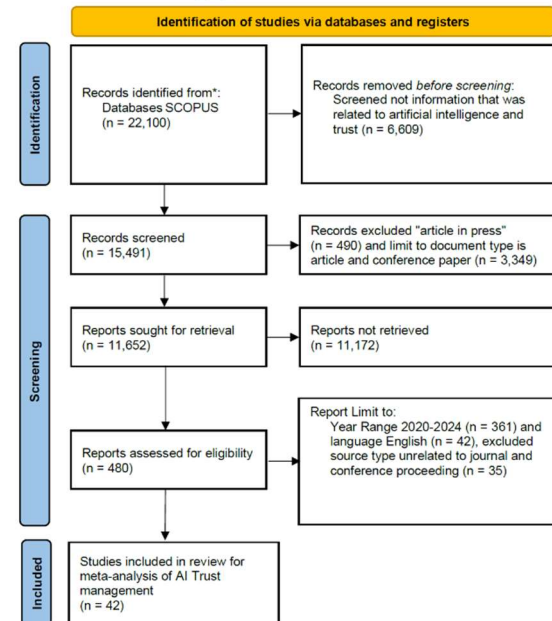 Identification of studies via databases and registers
Identification
Records identified from*:
Databases SCOPUS
(n = 22,100)
Records removed before screening:
Screened not information that was
related to artificial intelligence and
trust (n = 6,609)
Screening
Records screened
(n = 15,491)
Records excluded "article in press"
(n = 490) and limit to document type is
article and conference paper (n = 3,349)
Reports sought for retrieval
(n = 11,652)
Reports not retrieved
(n = 11,172)
Reports assessed for eligibility
(n = 480)
Report Limit to:
Year Range 2020-2024 (n = 361) and
language English (n = 42), excluded
source type unrelated to journal and
conference proceeding (n = 35)
Included
Studies included in review for
meta-analysis of AI Trust
management
(n = 42)